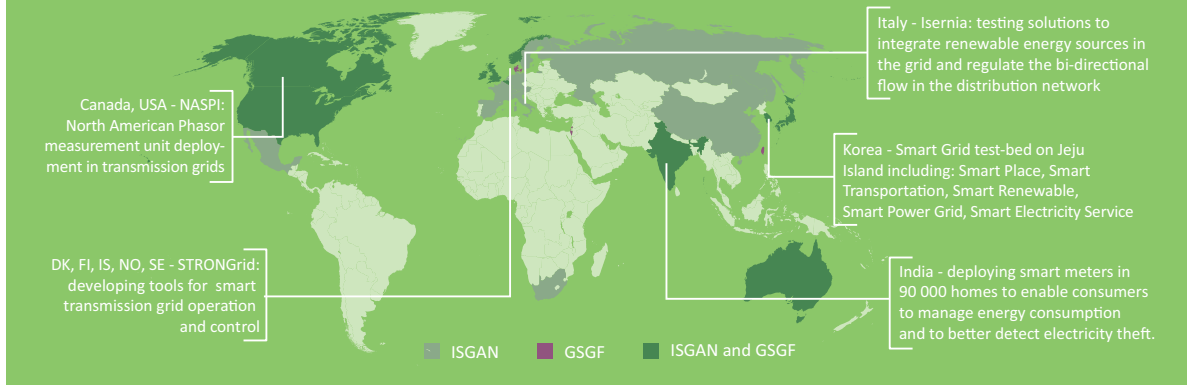 Italy - Isernia: testing solutions to
integrate renewable energy sources in
the grid and regulate the bi-directional
flow in the distribution network
Canada, USA - NASPI:
North American Phasor
measurement unit deploy-
ment in transmission grids
Korea - Smart Grid test-bed on Jeju
Island including: Smart Place, Smart
Transportation, Smart Renewable,
Smart Power Grid, Smart Electricity Service
DK, FI, IS, NO, SE - STRONGrid:
developing tools for smart
transmission grid operation
and control
India - deploying smart meters in
90 000 homes to enable consumers
to manage energy consumption
and to better detect electricity theft.
ISGAN
GSGF
ISGAN and GSGF